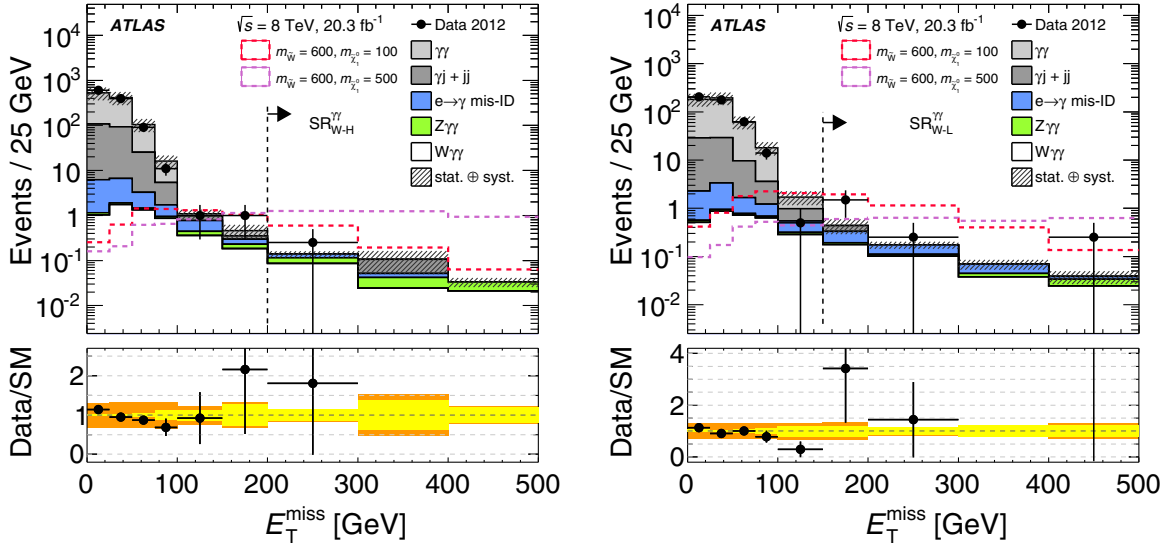 ATLAS
√s = 8 TeV, 20.3 fb⁻¹
Data 2012
m_W̃ = 600, m_χ̃₁⁰ = 100
m_W̃ = 600, m_χ̃₁⁰ = 500
γγ
γj + jj
e→γ mis-ID
Zγγ
Wγγ
stat. ⊕ syst.
SR^γγ_W-H
Events / 25 GeV
10⁴
10³
10²
10
1
10⁻¹
10⁻²
Data/SM
2
1
0
0 100 200 300 400 500
E_T^miss [GeV]
ATLAS
√s = 8 TeV, 20.3 fb⁻¹
Data 2012
m_W̃ = 600, m_χ̃₁⁰ = 100
m_W̃ = 600, m_χ̃₁⁰ = 500
γγ
γj + jj
e→γ mis-ID
Zγγ
Wγγ
stat. ⊕ syst.
SR^γγ_W-L
Events / 25 GeV
10⁴
10³
10²
10
1
10⁻¹
10⁻²
Data/SM
4
2
0
0 100 200 300 400 500
E_T^miss [GeV]